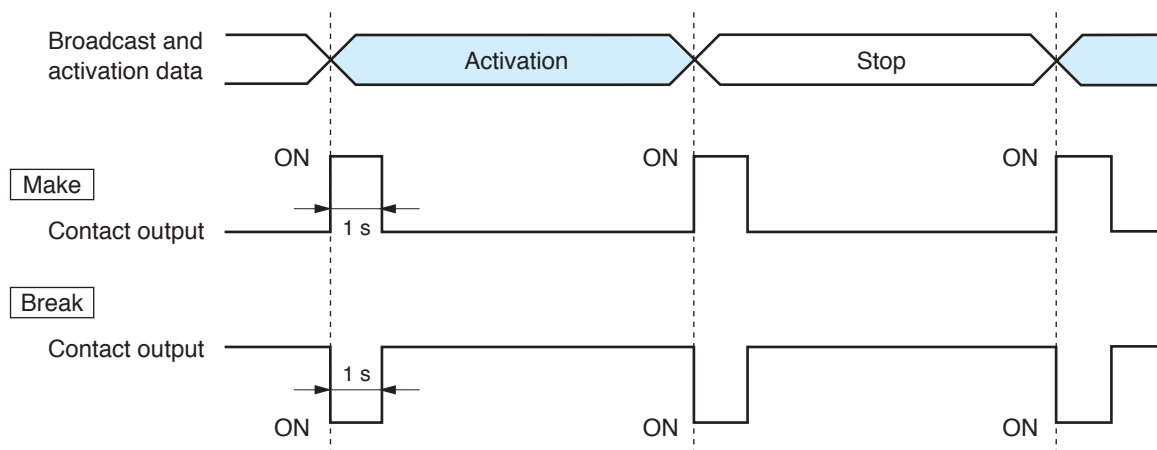 Broadcast and
activation data
Activation
Stop
ON
ON
ON
Make
1 s
Contact output
Break
Contact output
1 s
ON
ON
ON